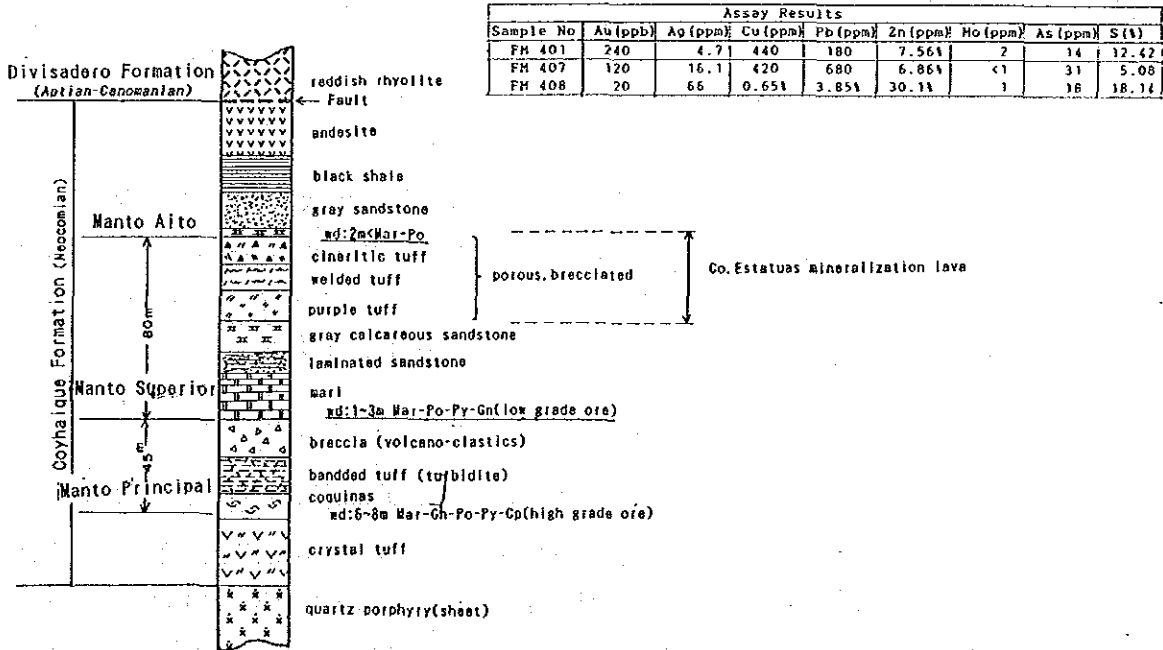 Assay Results
Sample No Au(ppb) Ag(ppm) Cu(ppm) Pb(ppm) Zn(ppm) Mo(ppm) As(ppm) S(%)
FM 401 240 4.7 440 180 7.56% 2 14 12.42
FM 407 120 16.1 420 680 6.86% <1 31 5.08
FM 408 20 66 0.65% 3.85% 30.1% 1 16
Divisadero Formation
(Aptian-Cenomanian)
reddish rhyolite
Fault
andesite
black shale
gray sandstone
Manto Alto
wd:2m<Mar-Po
cineritic tuff
welded tuff
purple tuff
porous, brecciated
Co. Estatuas mineralization lava
gray calcareous sandstone
laminated sandstone
Coyhaique Formation (Neocomian)
80m
Manto Superior
marl
wd:1~3m Mar-Po-Py-Gn(low grade ore)
breccia (volcano-clastics)
45m
bandded tuff (turbidite)
Manto Principal
coquinas
wd:6~8m Mar-Gn-Po-Py-Cp(high grade ore)
crystal tuff
quartz porphyry(sheet)